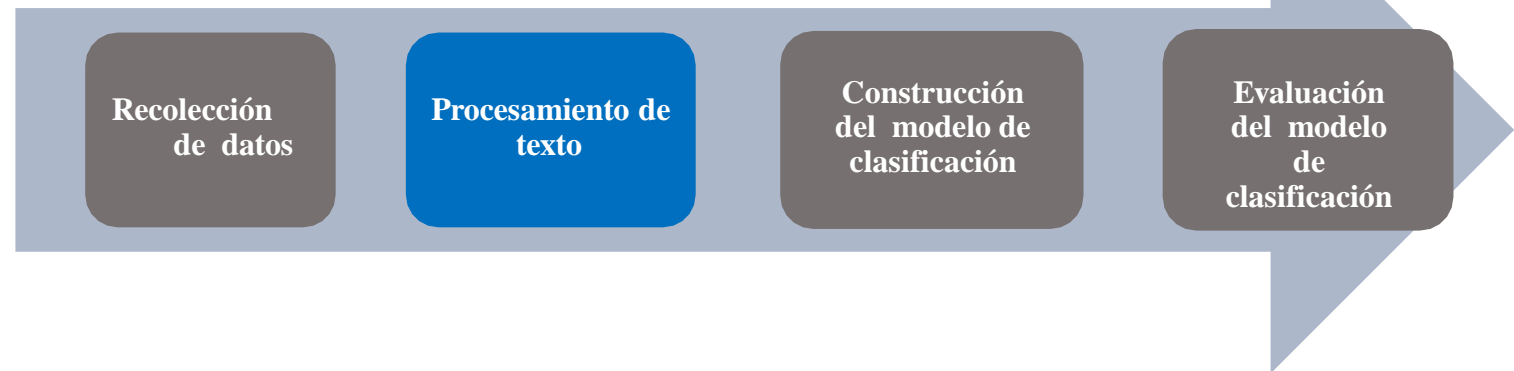 Recolección
de datos
Procesamiento de
texto
Construcción
del modelo de
clasificación
Evaluación
del modelo
de
clasificación